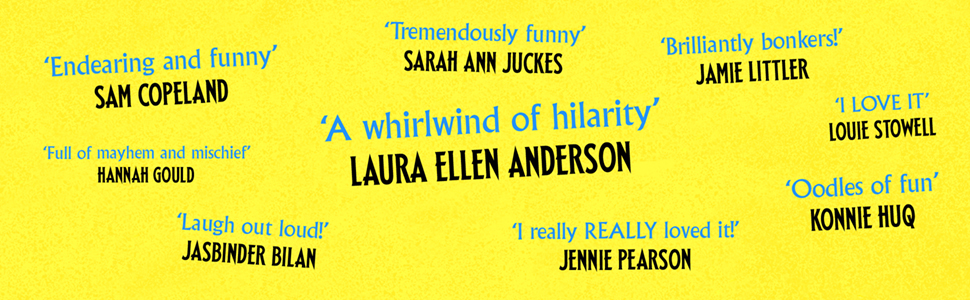 ‘Endearing and funny’
SAM COPELAND
‘Tremendously funny’
SARAH ANN JUCKES
‘Brilliantly bonkers!’
JAMIE LITTLER
‘A whirlwind of hilarity’
LAURA ELLEN ANDERSON
‘I LOVE IT’
LOUIE STOWELL
‘Full of mayhem and mischief’
HANNAH GOULD
‘Oodles of fun’
KONNIE HUQ
‘Laugh out loud!’
JASBINDER BILAN
‘I really REALLY loved it!’
JENNIE PEARSON